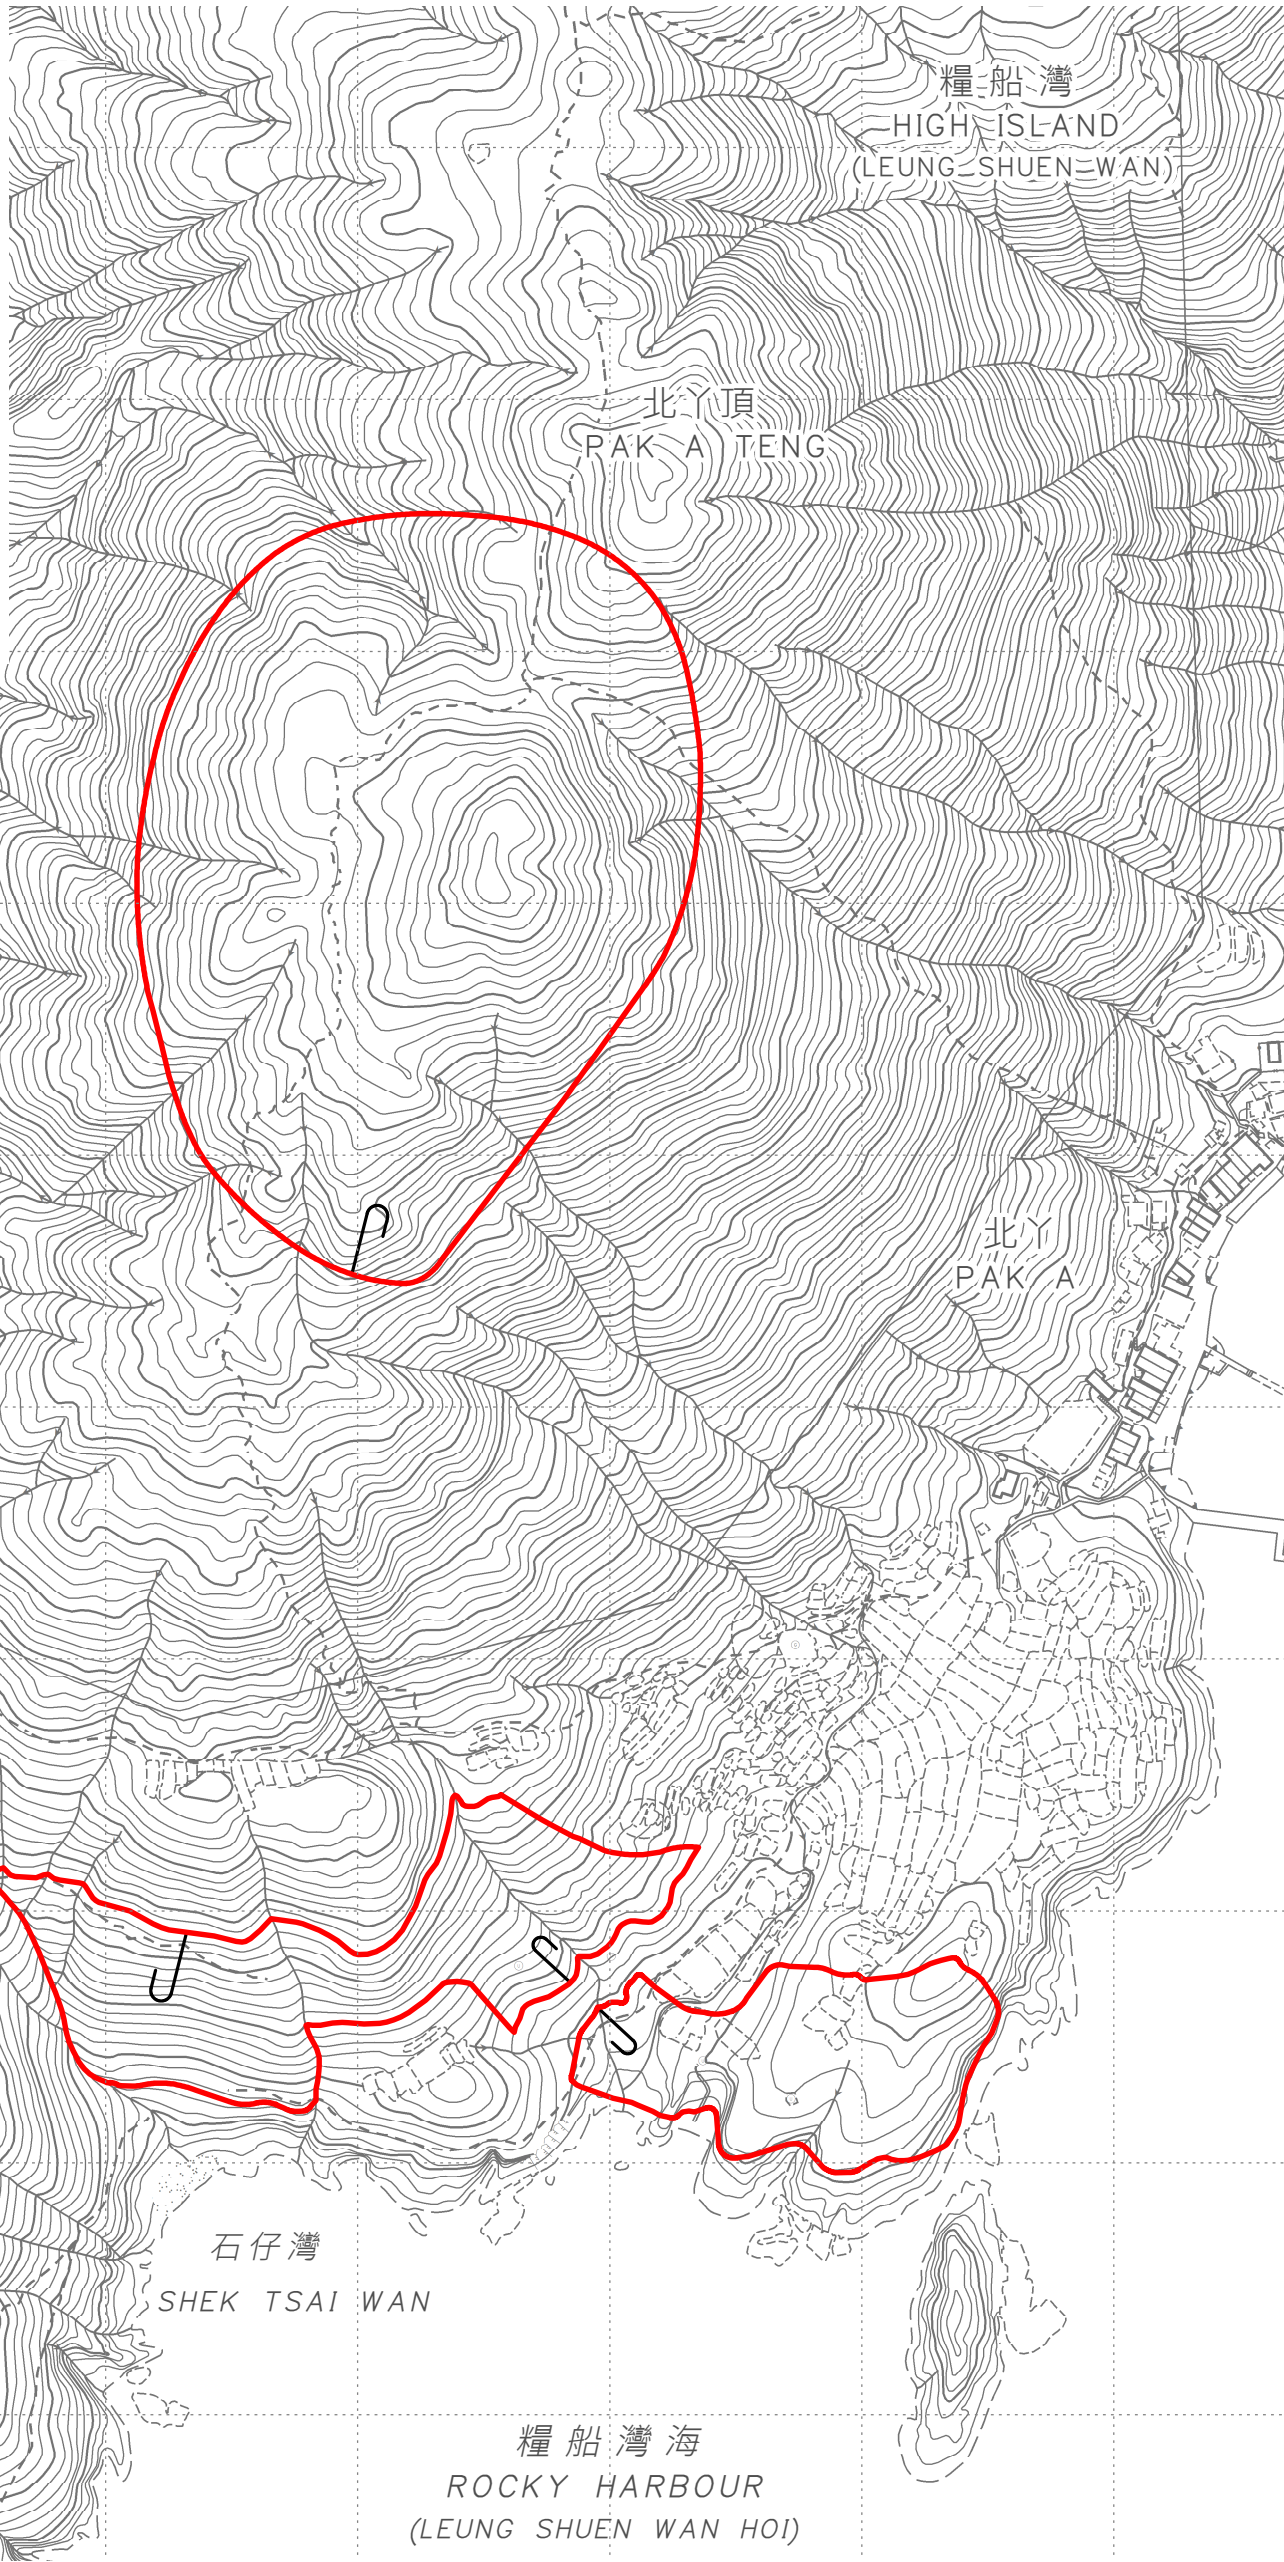 糧船灣
HIGH ISLAND
(LEUNG SHUEN WAN)
北丫頂
PAK A TENG
北丫
PAK A
石仔灣
SHEK TSAI WAN
糧船灣海
ROCKY HARBOUR
(LEUNG SHUEN WAN HOI)